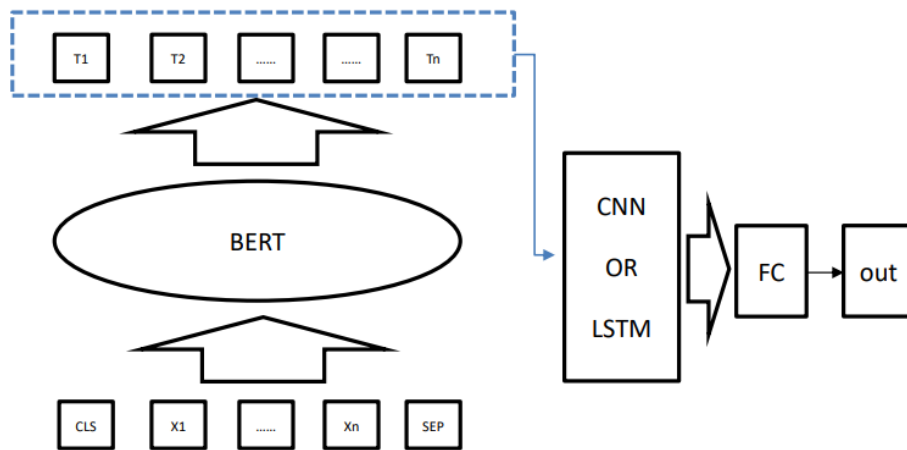 T1 T2 ...... ...... Tn
BERT
CLS X1 ...... Xn SEP
CNN
OR
LSTM
FC
out